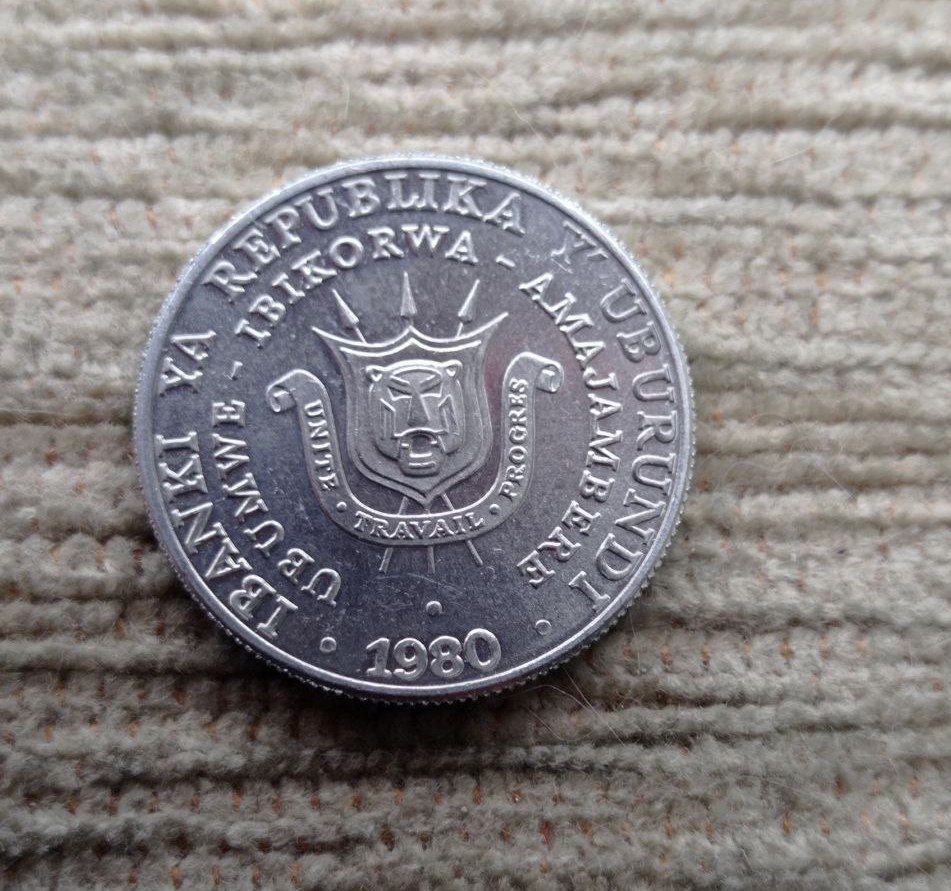 IBANKI YA REPUBLIKA Y'UBURUNDI
UBUMWE - IBIKORWA - AMAJAMBERE
UNITE · TRAVAIL · PROGRES
· 1980 ·